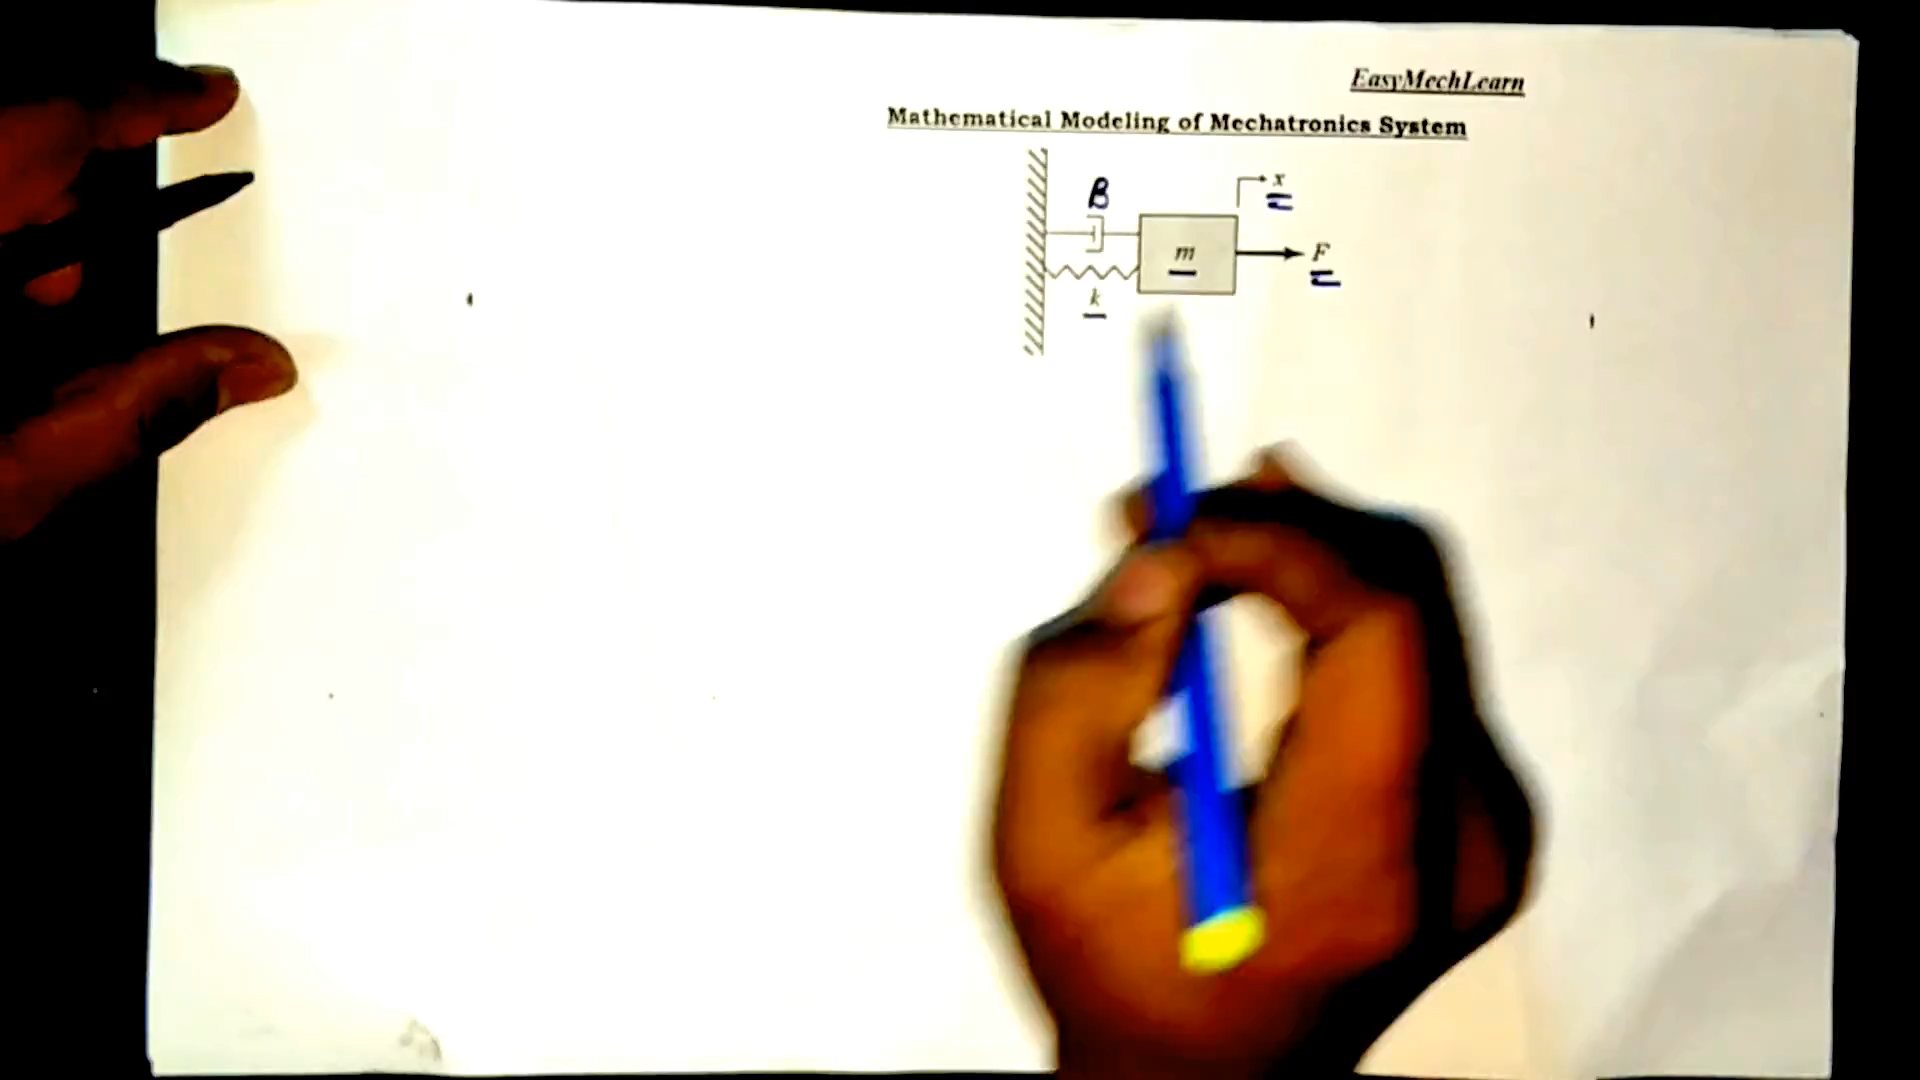 EasyMechLearn
Mathematical Modeling of Mechatronics System
x
B
m
F
k